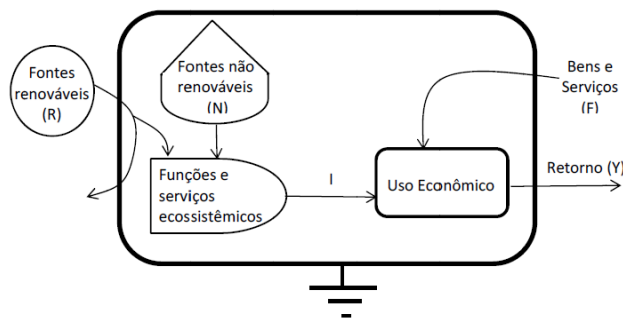 Fontes
renováveis
(R)
Fontes não
renováveis
(N)
Bens e
Serviços
(F)
Funções e
serviços
ecossistêmicos
I
Uso Econômico
Retorno (Y)